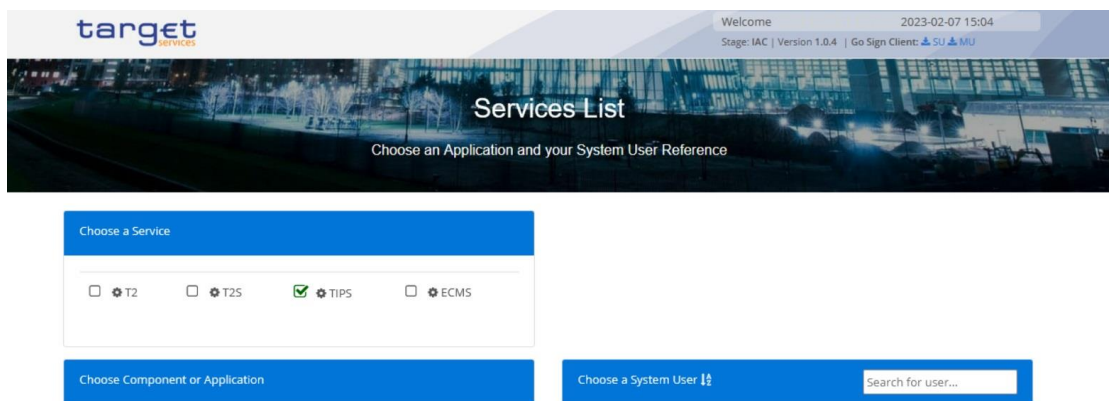 target
services
Welcome 2023-02-07 15:04
Stage: IAC | Version 1.0.4 | Go Sign Client: SU MU
Services List
Choose an Application and your System User Reference
Choose a Service
T2 T2S TIPS ECMS
Choose Component or Application
Choose a System User
Search for user...